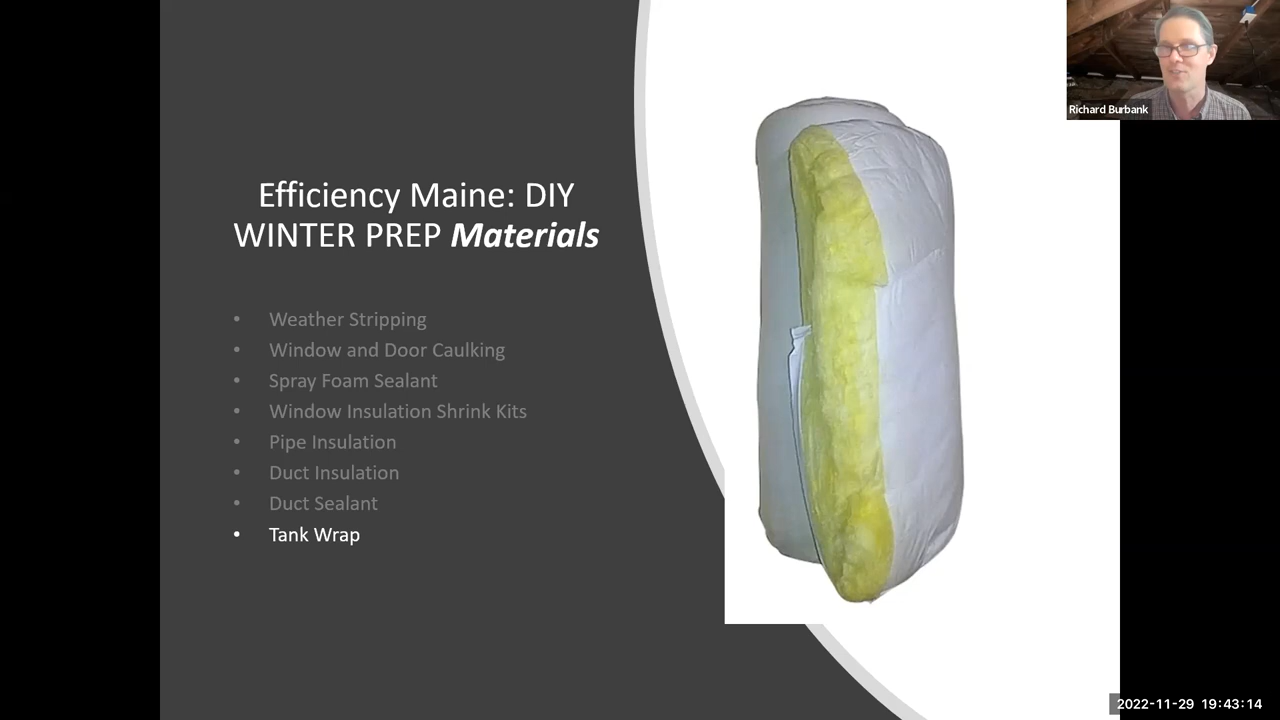 Richard Burbank
Efficiency Maine: DIY
WINTER PREP Materials
• Weather Stripping
• Window and Door Caulking
• Spray Foam Sealant
• Window Insulation Shrink Kits
• Pipe Insulation
• Duct Insulation
• Duct Sealant
• Tank Wrap
2022-11-29 19:43:14